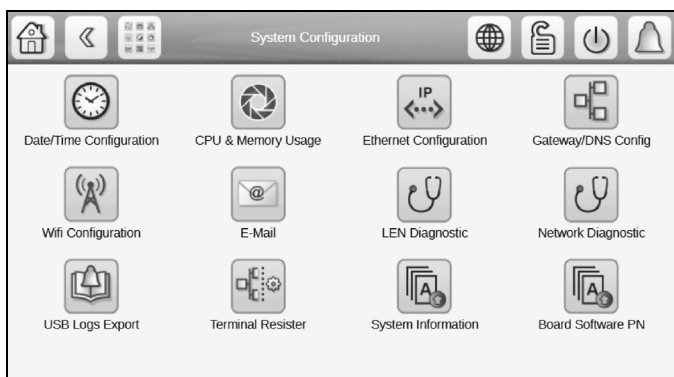 System Configuration
IP
Date/Time Configuration CPU & Memory Usage Ethernet Configuration Gateway/DNS Config
@
Wifi Configuration E-Mail LEN Diagnostic Network Diagnostic
A A
USB Logs Export Terminal Resister System Information Board Software PN